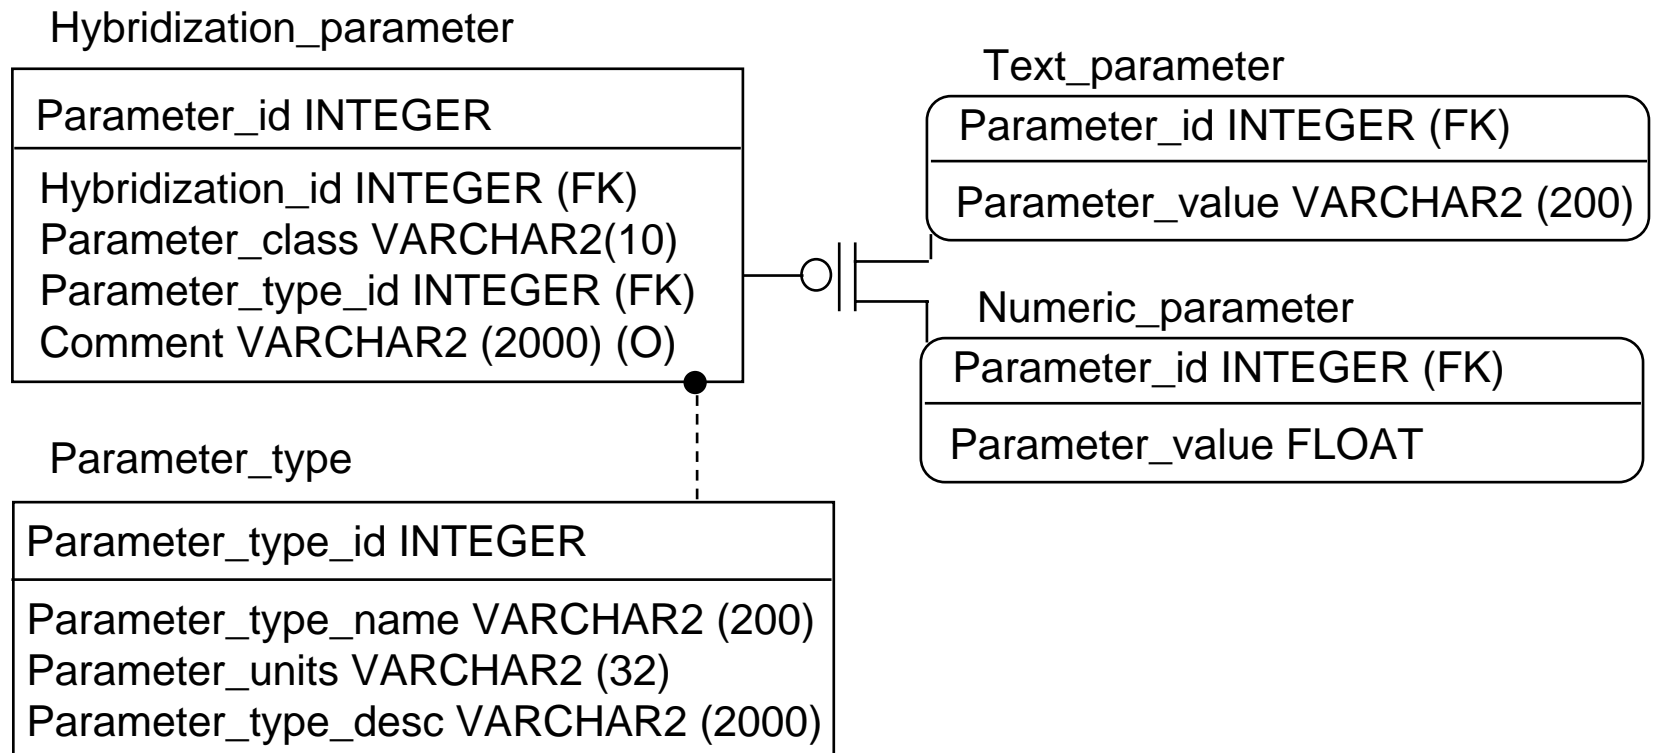 Hybridization_parameter
Parameter_id INTEGER
Hybridization_id INTEGER (FK)
Parameter_class VARCHAR2(10)
Parameter_type_id INTEGER (FK)
Comment VARCHAR2 (2000) (O)
Text_parameter
Parameter_id INTEGER (FK)
Parameter_value VARCHAR2 (200)
Numeric_parameter
Parameter_id INTEGER (FK)
Parameter_value FLOAT
Parameter_type
Parameter_type_id INTEGER
Parameter_type_name VARCHAR2 (200)
Parameter_units VARCHAR2 (32)
Parameter_type_desc VARCHAR2 (2000)